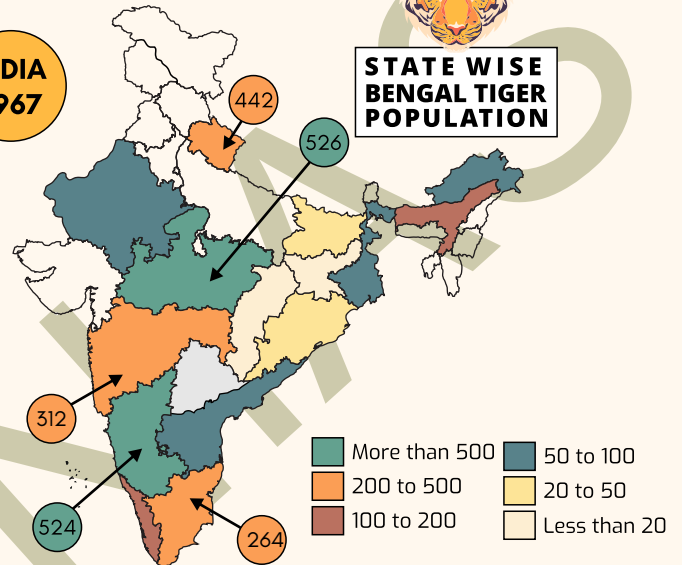 DIA
967
STATE WISE
BENGAL TIGER
POPULATION
442
526
312
524
264
More than 500
200 to 500
100 to 200
50 to 100
20 to 50
Less than 20